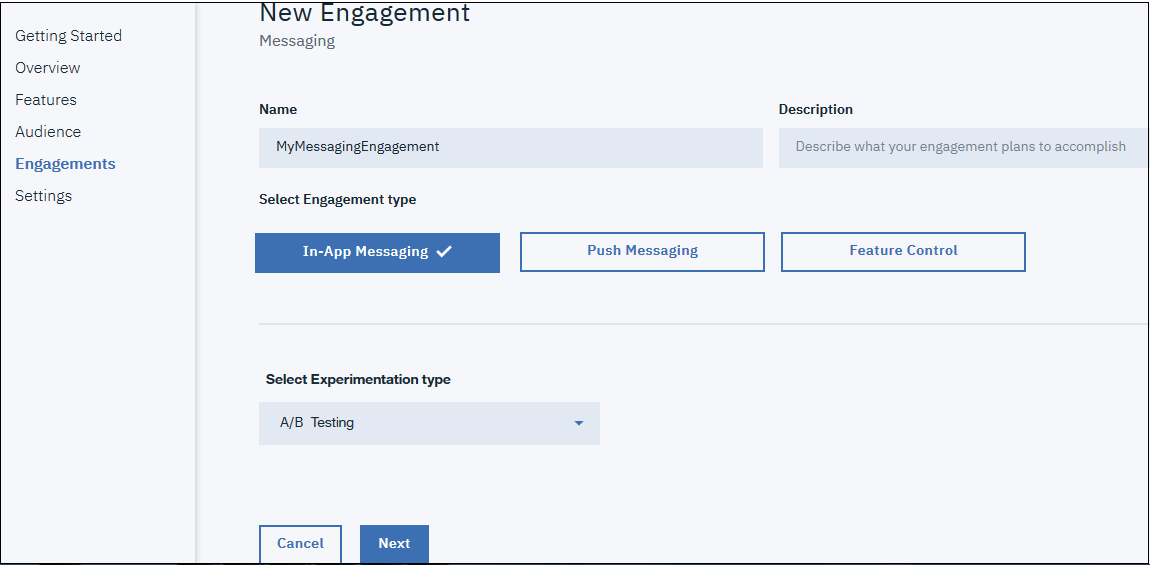 New Engagement
Messaging
Getting Started
Overview
Features
Audience
Engagements
Settings
Name
MyMessagingEngagement
Description
Describe what your engagement plans to accomplish
Select Engagement type
In-App Messaging
Push Messaging
Feature Control
Select Experimentation type
A/B Testing
Cancel
Next